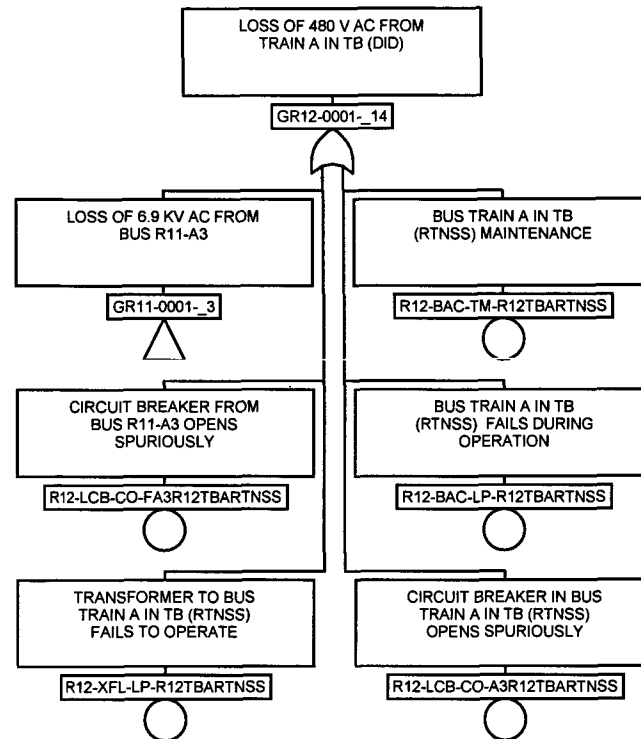 LOSS OF 480 V AC FROM
TRAIN A IN TB (DID)
GR12-0001-_14
LOSS OF 6.9 KV AC FROM
BUS R11-A3
GR11-0001-_3
BUS TRAIN A IN TB
(RTNSS) MAINTENANCE
R12-BAC-TM-R12TBARTNSS
CIRCUIT BREAKER FROM
BUS R11-A3 OPENS
SPURIOUSLY
R12-LCB-CO-FA3R12TBARTNSS
BUS TRAIN A IN TB
(RTNSS) FAILS DURING
OPERATION
R12-BAC-LP-R12TBARTNSS
TRANSFORMER TO BUS
TRAIN A IN TB (RTNSS)
FAILS TO OPERATE
R12-XFL-LP-R12TBARTNSS
CIRCUIT BREAKER IN BUS
TRAIN A IN TB (RTNSS)
OPENS SPURIOUSLY
R12-LCB-CO-A3R12TBARTNSS